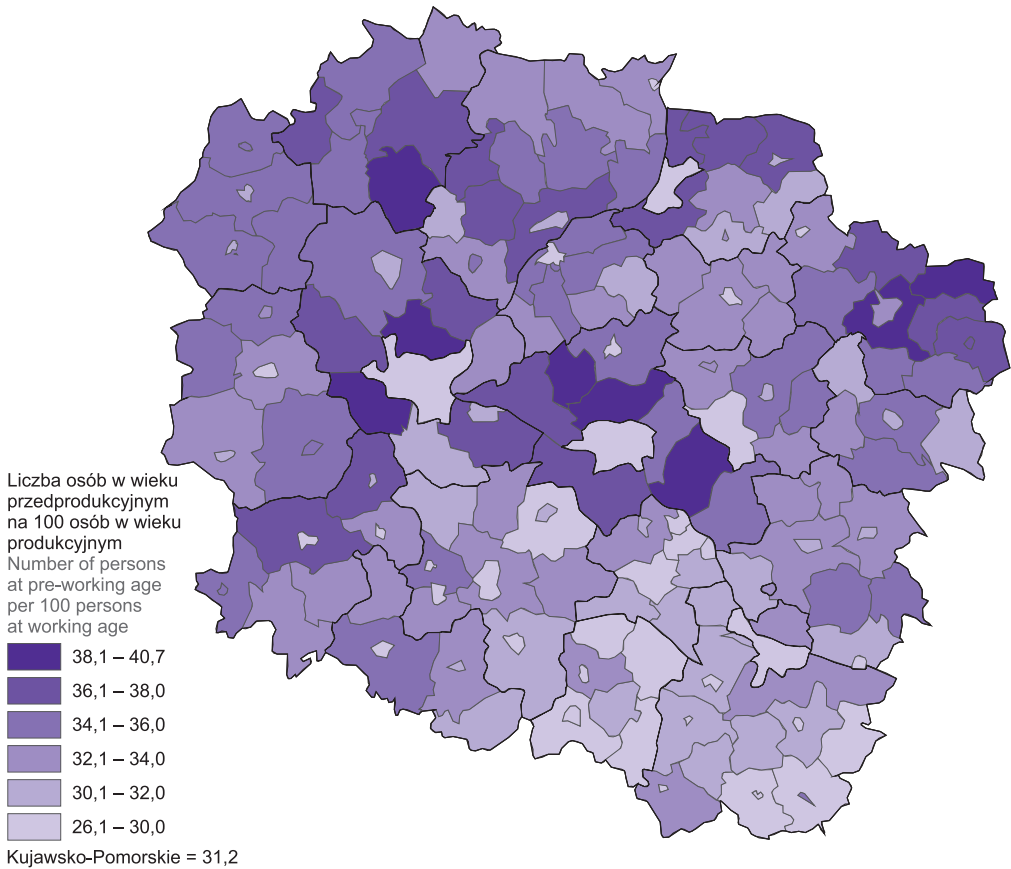 Liczba osób w wieku
przedprodukcyjnym
na 100 osób w wieku
produkcyjnym
Number of persons
at pre-working age
per 100 persons
at working age
38,1 – 40,7
36,1 – 38,0
34,1 – 36,0
32,1 – 34,0
30,1 – 32,0
26,1 – 30,0
Kujawsko-Pomorskie = 31,2